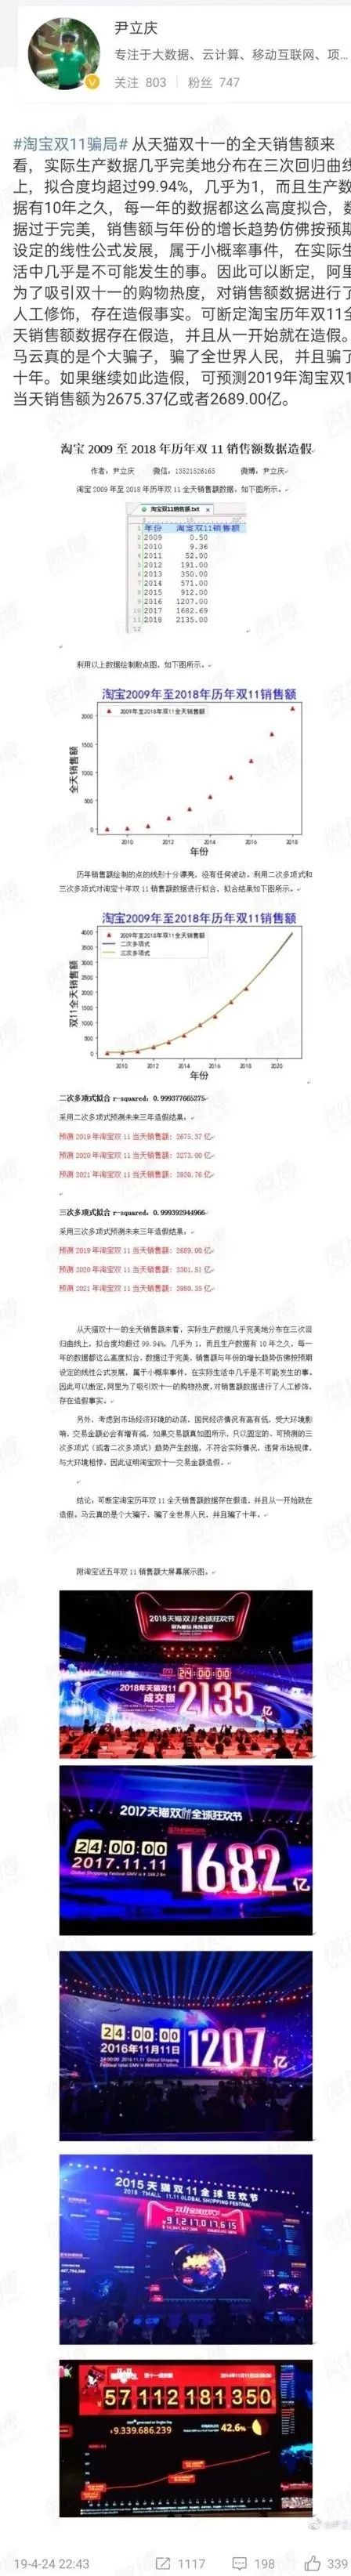 尹立庆
专注于大数据、云计算、移动互联网、项...
关注 803 粉丝 747
#淘宝双11骗局# 从天猫双十一的全天销售额来
看，实际生产数据几乎完美地分布在三次回归曲线
上，拟合度均超过99.94%，几乎为1，而且生产数
据有10年之久，每一年的数据都这么高度拟合，数
据过于完美，销售额与年份的增长趋势仿佛按预期
设定的线性公式发展，属于小概率事件，在实际生
活中几乎是不可能发生的事。因此可以断定，阿里
为了吸引双十一的购物热度，对销售额数据进行了
人工修饰，存在造假事实。可断定淘宝历年双11全
天销售额数据存在假造，并且从一开始就在造假。
马云真的是个大骗子，骗了全世界人民，并且骗了
十年。如果继续如此造假，可预测2019年淘宝双1
当天销售额为2675.37亿或者2689.00亿。
淘宝 2009 至 2018 年历年双 11 销售额数据造假
作者：尹立庆 微信：13521526165 微博：尹立庆
淘宝 2009 年至 2018 年历年双 11 全天销售额数据，如下图所示。
淘宝双11销售额.txt
1 年份 淘宝双11销售额
2 2009 0.50
3 2010 9.36
4 2011 52.00
5 2012 191.00
6 2013 350.00
7 2014 571.00
8 2015 912.00
9 2016 1207.00
10 2017 1682.69
11 2018 2135.00
12
利用以上数据绘制散点图，如下图所示。
淘宝2009年至2018年历年双11销售额
2009年至2018年双11全天销售额
全天销售额
2000
1500
1000
500
0
2010 2012 2014 2016 2018
年份
历年销售额绘制的点的线形十分漂亮，没有任何波动。利用二次多项式和
三次多项式对淘宝十年双 11 销售额数据进行拟合，拟合结果如下图所示。
淘宝2009年至2018年历年双11销售额
2009年至2018年双11全天销售额
二次多项式
三次多项式
双11全天销售额
4000
3500
3000
2500
2000
1500
1000
500
0
2010 2012 2014 2016 2018 2020
年份
二次多项式拟合 r-squared：0.999377665275
采用二次多项式预测未来三年造假结果：
预测 2019 年淘宝双 11 当天销售额：2675.37 亿
预测 2020 年淘宝双 11 当天销售额：3273.00 亿
预测 2021 年淘宝双 11 当天销售额：3930.76 亿
三次多项式拟合 r-squared：0.999392944966
采用三次多项式预测未来三年造假结果：
预测 2019 年淘宝双 11 当天销售额：2689.00 亿
预测 2020 年淘宝双 11 当天销售额：3301.51 亿
预测 2021 年淘宝双 11 当天销售额：3980.35 亿
从天猫双十一的全天销售额来看，实际生产数据几乎完美地分布在三次回
归曲线上，拟合度均超过 99.94%，几乎为 1，而且生产数据有 10 年之久，每一
年的数据都这么高度拟合，数据过于完美，销售额与年份的增长趋势仿佛按预期
设定的线性公式发展，属于小概率事件，在实际生活中几乎是不可能发生的事。
因此可以断定，阿里为了吸引双十一的购物热度，对销售额数据进行了人工修饰，
存在造假事实。
另外，考虑到市场经济环境的动荡，国民经济情况有高有低，受大环境影
响，交易金额必会有增有减，如果交易额真如图所示，只以固定的、可预测的三
次多项式（或者二次多项式）趋势产生数据，不符合实际情况，违背市场规律，
与大环境相悖，因此证明淘宝双十一交易金额造假。
结论：可断定淘宝历年双 11 全天销售额数据存在假造，并且从一开始就在
造假。马云真的是个大骗子，骗了全世界人民，并且骗了十年。
附淘宝近五年双 11 销售额大屏幕展示图。
2018天猫双11全球狂欢节
24:00:00
2018年天猫双11
成交额 2135 亿
2017天猫双11全球狂欢节
24:00:00
2017.11.11
1682 亿
24:00:00
2016年11月11日
1207 亿
2015天猫双11全球狂欢节
57 112 181 350
9.339.686.239
42.6%
19-4-24 22:43 1117 198 339